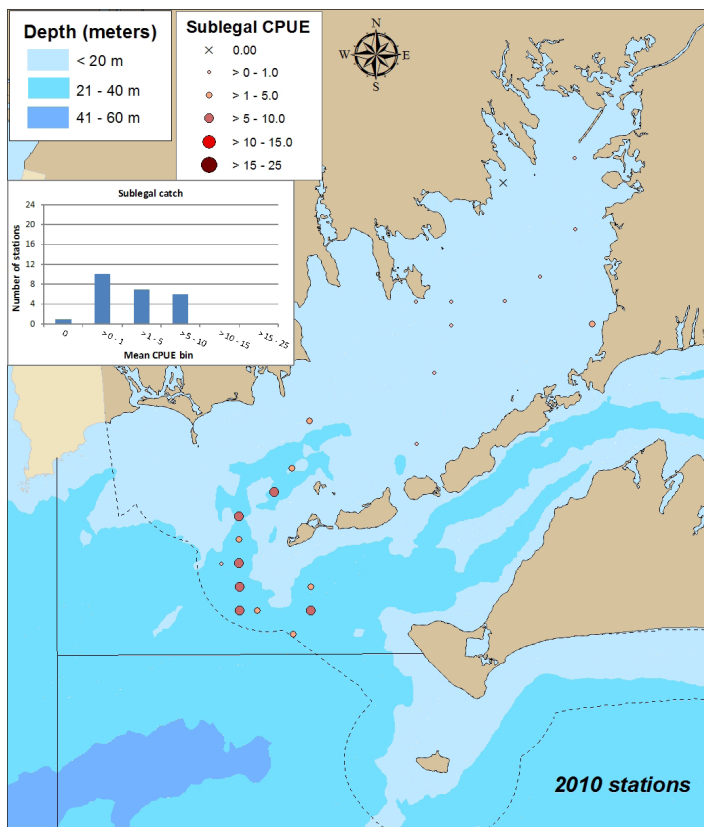 Depth (meters)
< 20 m
21 - 40 m
41 - 60 m
Sublegal CPUE
0.00
> 0 - 1.0
> 1 - 5.0
> 5 - 10.0
> 10 - 15.0
> 15 - 25
N
W
E
S
Sublegal catch
Number of stations
24
20
16
12
8
4
0
0
>0 - 1
>1 - 5
>5 - 10
>10 - 15
>15 - 25
Mean CPUE bin
2010 stations